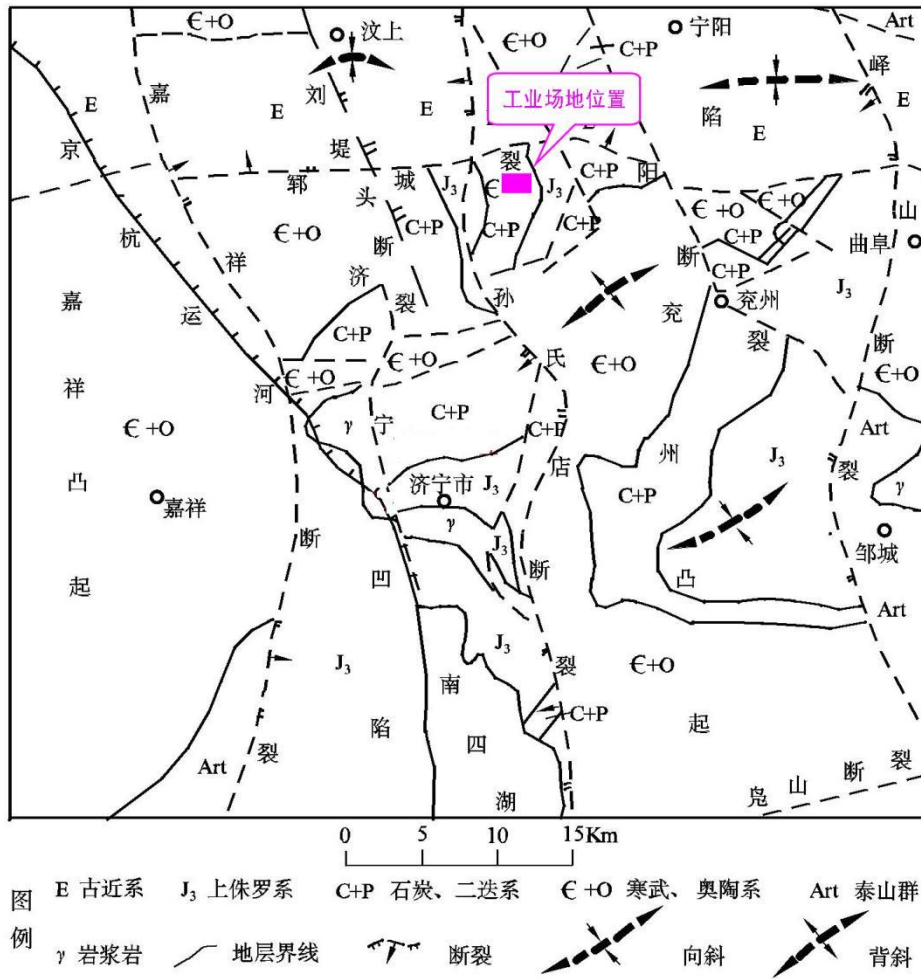 Є+O
汶上
Є+O
C+P
宁阳
Art
嘉
E
刘
E
工业场地位置
E
陷
E
峄
E
京
堤
裂
杭
郓
城
J₃
Є
J₃
C+P
阳
山
头
C+P
C+P
C+P
Є+O
Є+O
Є+O
C+P
曲阜
祥
断
济
孙
断
C+P
J₃
嘉
运
裂
C+P
兖
兖州
裂
断
祥
河
Є+O
Є+O
氏
Є+O
Є+O
Є+O
γ
宁
C+P
C+P
州
J₃
Art
凸
嘉祥
济宁市
J₃
店
C+P
裂
γ
γ
邹城
起
断
凹
J₃
断
凸
Art
J₃
J₃
裂
Є+O
南
C+P
起
Art
裂
陷
四
湖
凫山断裂
0 5 10 15Km
图例
E 古近系 J₃ 上侏罗系 C+P 石炭、二迭系 Є+O 寒武、奥陶系 Art 泰山群
γ 岩浆岩 地层界线 断裂 向斜 背斜